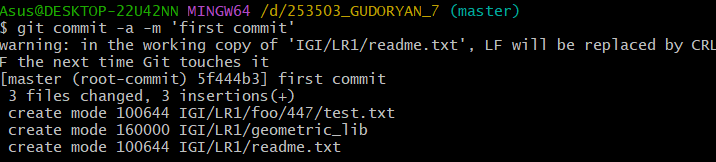 Asus@DESKTOP-22U42NN MINGW64 /d/253503_GUDORYAN_7 (master)
$ git commit -a -m 'first commit'
warning: in the working copy of 'IGI/LR1/readme.txt', LF will be replaced by CRL
F the next time Git touches it
[master (root-commit) 5f444b3] first commit
 3 files changed, 3 insertions(+)
 create mode 100644 IGI/LR1/foo/447/test.txt
 create mode 160000 IGI/LR1/geometric_lib
 create mode 100644 IGI/LR1/readme.txt